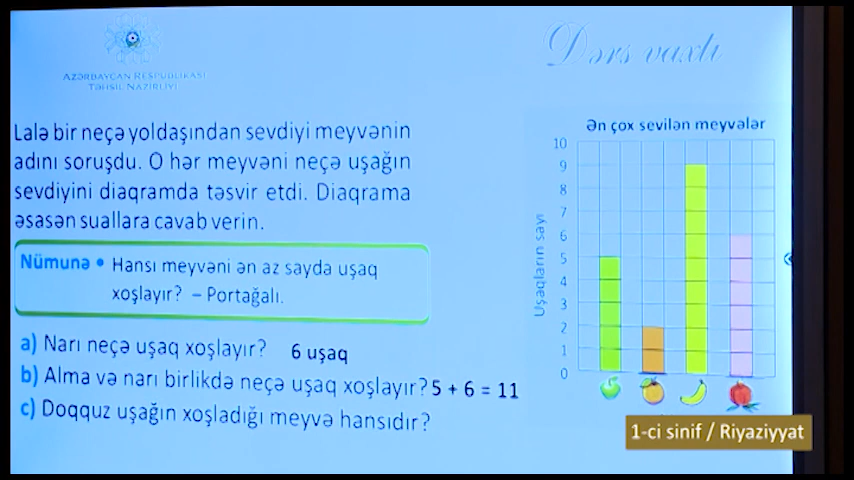 AZƏRBAYCAN RESPUBLİKASI
TƏHSİL NAZİRLİYİ
Dərs vaxtı
Lalə bir neçə yoldaşından sevdiyi meyvənin
adını soruşdu. O hər meyvəni neçə uşağın
sevdiyini diaqramda təsvir etdi. Diaqrama
əsasən suallara cavab verin.
Nümunə • Hansı meyvəni ən az sayda uşaq
xoşlayır? – Portağalı.
a) Narı neçə uşaq xoşlayır? 6 uşaq
b) Alma və narı birlikdə neçə uşaq xoşlayır? 5 + 6 = 11
c) Doqquz uşağın xoşladığı meyvə hansıdır?
Ən çox sevilən meyvələr
Uşaqların sayı
10
9
8
7
6
5
4
3
2
1
0
1-ci sinif / Riyaziyyat